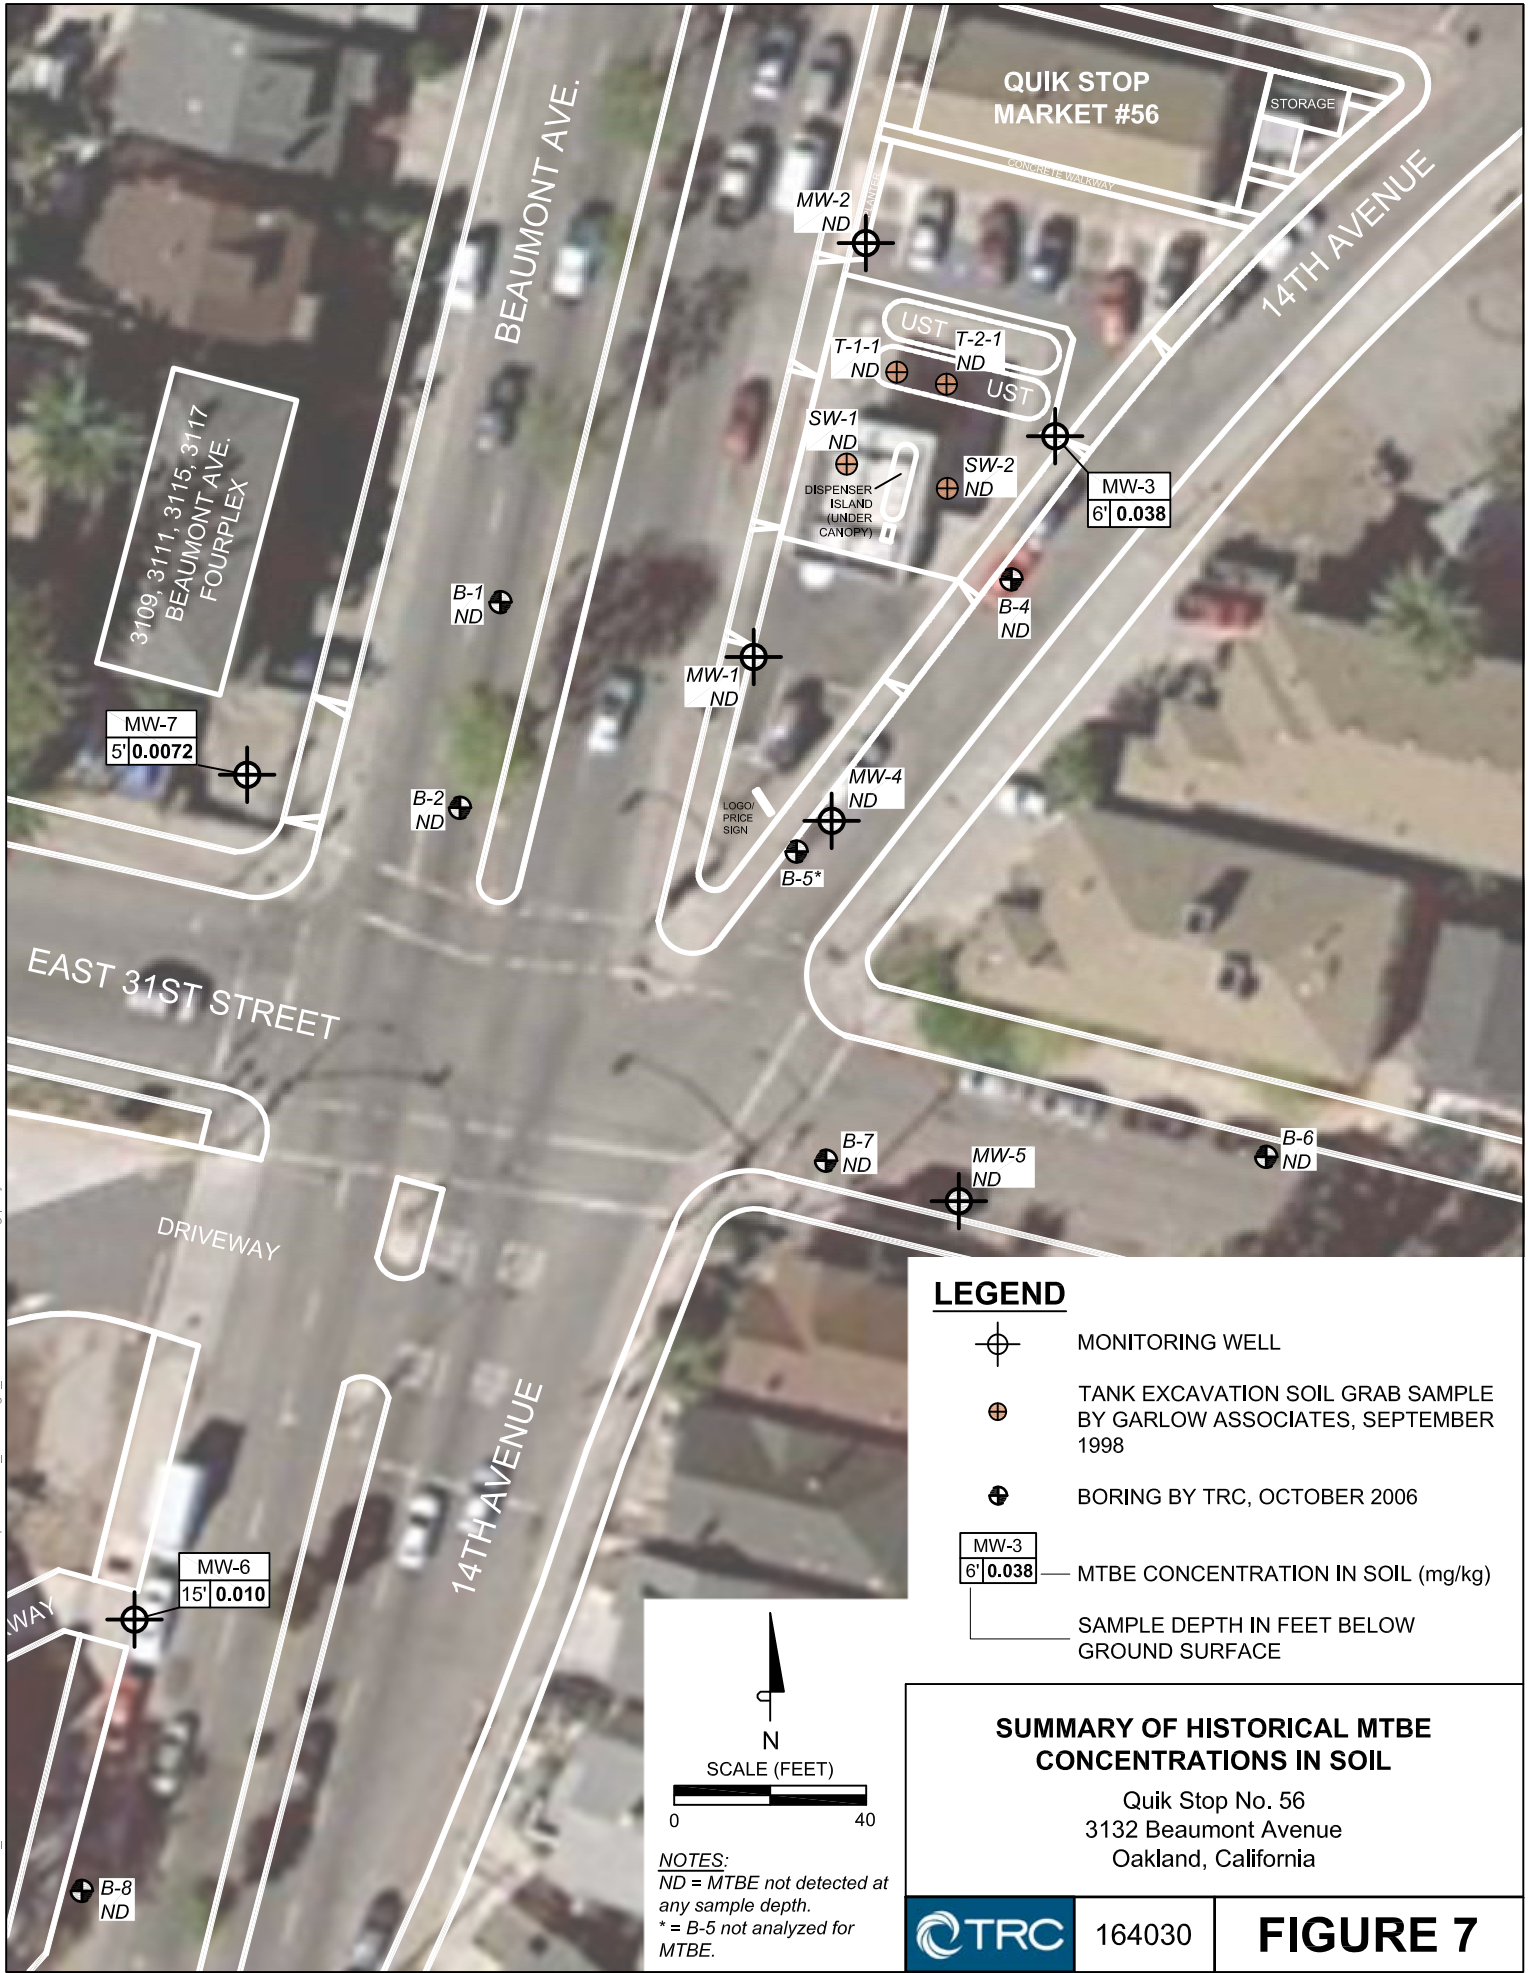 QUIK STOP
MARKET #56
STORAGE
CONCRETE WALKWAY
BEAUMONT AVE.
14TH AVENUE
MW-2
ND
UST
T-1-1
ND
T-2-1
ND
UST
SW-1
ND
SW-2
ND
DISPENSER
ISLAND
(UNDER
CANOPY)
MW-3
6' 0.038
3109, 3111, 3115, 3117
BEAUMONT AVE.
FOURPLEX
B-1
ND
B-4
ND
MW-1
ND
MW-7
5' 0.0072
B-2
ND
MW-4
ND
LOGO/
PRICE
SIGN
B-5*
EAST 31ST STREET
B-7
ND
MW-5
ND
B-6
ND
DRIVEWAY
14TH AVENUE
MW-6
15' 0.010
B-8
ND
LEGEND
MONITORING WELL
TANK EXCAVATION SOIL GRAB SAMPLE
BY GARLOW ASSOCIATES, SEPTEMBER
1998
BORING BY TRC, OCTOBER 2006
MW-3
6' 0.038
MTBE CONCENTRATION IN SOIL (mg/kg)
SAMPLE DEPTH IN FEET BELOW
GROUND SURFACE
N
SCALE (FEET)
0 40
NOTES:
ND = MTBE not detected at
any sample depth.
* = B-5 not analyzed for
MTBE.
SUMMARY OF HISTORICAL MTBE
CONCENTRATIONS IN SOIL
Quik Stop No. 56
3132 Beaumont Avenue
Oakland, California
TRC
164030
FIGURE 7